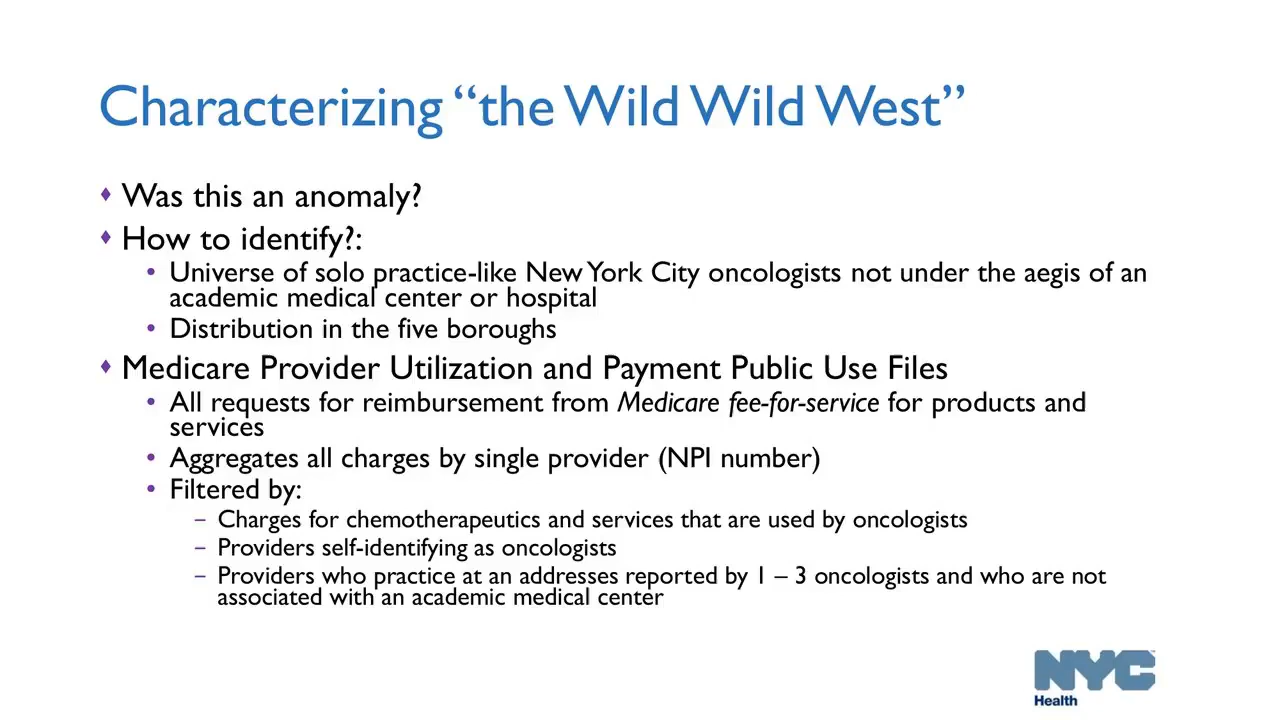 Characterizing “the Wild Wild West”
♦ Was this an anomaly?
♦ How to identify?:
• Universe of solo practice-like New York City oncologists not under the aegis of an
academic medical center or hospital
• Distribution in the five boroughs
♦ Medicare Provider Utilization and Payment Public Use Files
• All requests for reimbursement from Medicare fee-for-service for products and
services
• Aggregates all charges by single provider (NPI number)
• Filtered by:
– Charges for chemotherapeutics and services that are used by oncologists
– Providers self-identifying as oncologists
– Providers who practice at an addresses reported by 1 – 3 oncologists and who are not
associated with an academic medical center
NYC
Health